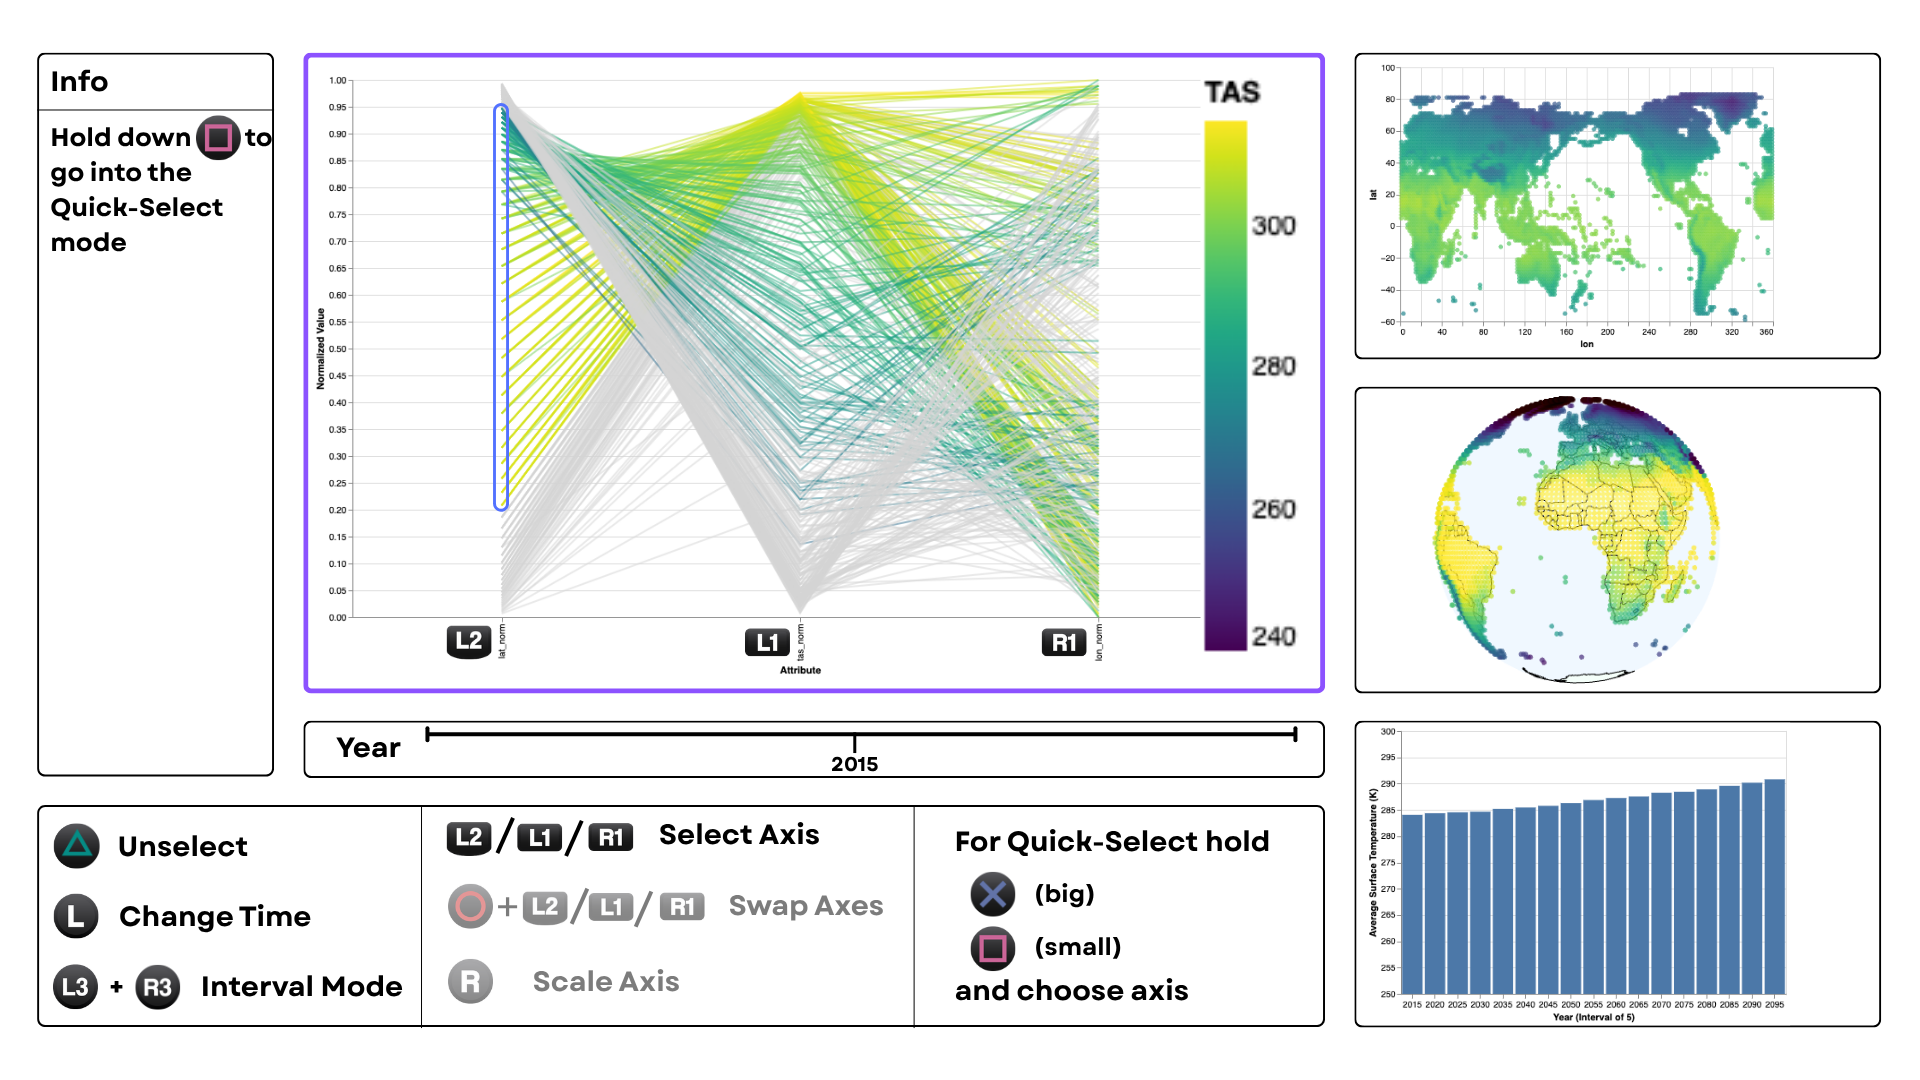 Info
Hold down to
go into the
Quick-Select
mode
1.00
0.95
0.90
0.85
0.80
0.75
0.70
0.65
0.60
0.55
0.50
0.45
0.40
0.35
0.30
0.25
0.20
0.15
0.10
0.05
0.00
Normalized Value
L2
lat_norm
L1
tas_norm
R1
lon_norm
Attribute
TAS
300
280
260
240
100
80
60
40
20
0
−20
−40
−60
lat
0 40 80 120 160 200 240 280 320 360
lon
Year
2015
300
295
290
285
280
275
270
265
260
255
250
Average Surface Temperature (K)
2015 2020 2025 2030 2035 2040 2045 2050 2055 2060 2065 2070 2075 2080 2085 2090 2095
Year (Interval of 5)
Unselect
L Change Time
L3 + R3 Interval Mode
L2 / L1 / R1 Select Axis
+ L2 / L1 / R1 Swap Axes
R Scale Axis
For Quick-Select hold
(big)
(small)
and choose axis